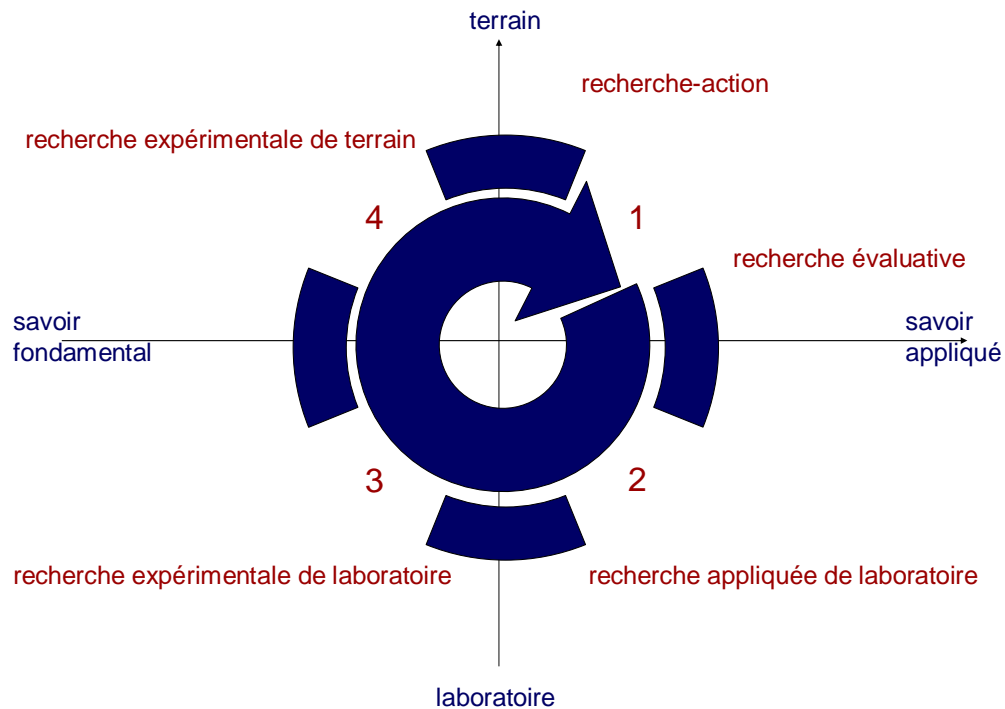 terrain
recherche-action
recherche expérimentale de terrain
4
1
recherche évaluative
savoir
fondamental
savoir
appliqué
3
2
recherche expérimentale de laboratoire
recherche appliquée de laboratoire
laboratoire